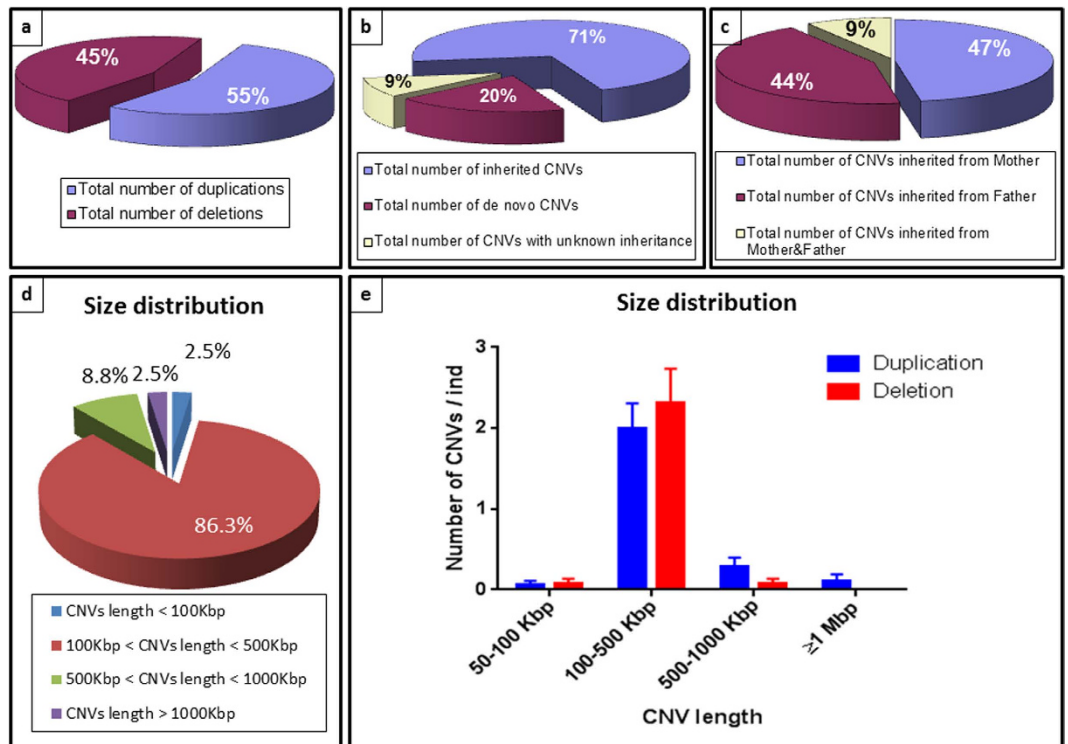 a
45%
55%
Total number of duplications
Total number of deletions
b
71%
9%
20%
Total number of inherited CNVs
Total number of de novo CNVs
Total number of CNVs with unknown inheritance
c
9%
47%
44%
Total number of CNVs inherited from Mother
Total number of CNVs inherited from Father
Total number of CNVs inherited from
Mother&Father
d
Size distribution
2.5%
8.8%
2.5%
86.3%
CNVs length < 100Kbp
100Kbp < CNVs length < 500Kbp
500Kbp < CNVs length < 1000Kbp
CNVs length > 1000Kbp
e
Size distribution
Number of CNVs / ind
3
2
1
0
Duplication
Deletion
50-100 Kbp
100-500 Kbp
500-1000 Kbp
≥1 Mbp
CNV length